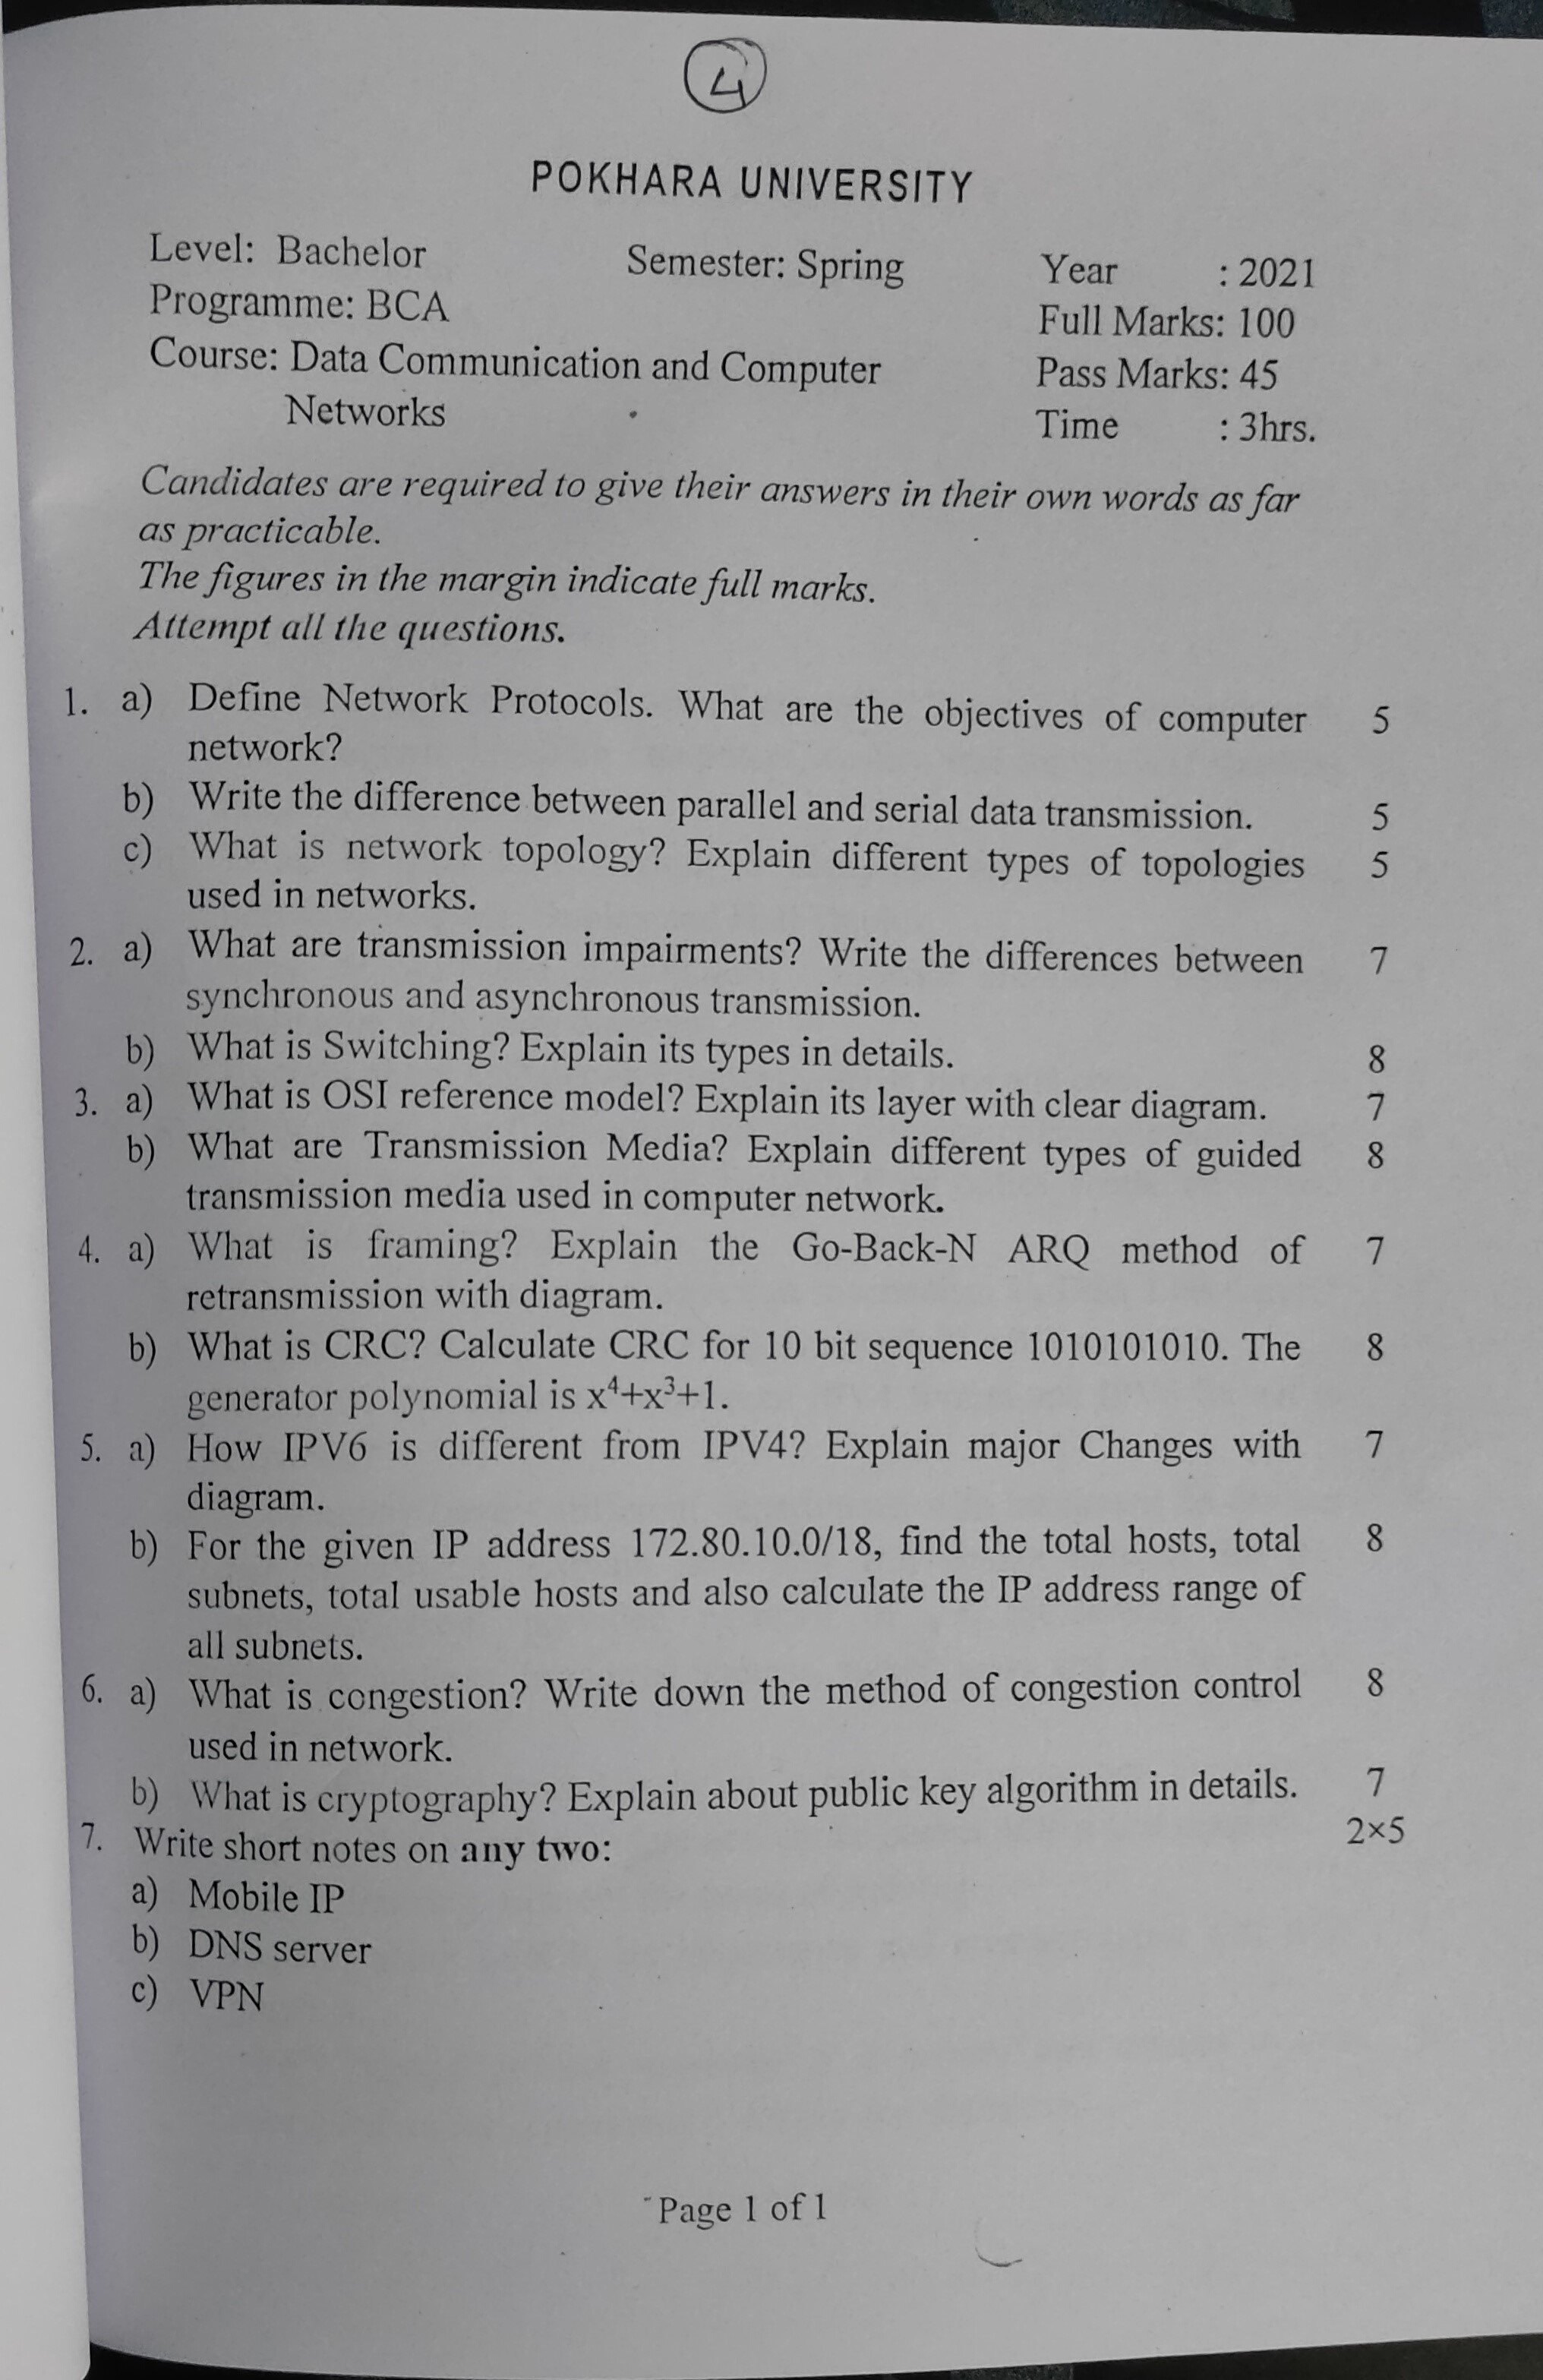 4
POKHARA UNIVERSITY
Level: Bachelor Semester: Spring Year : 2021
Programme: BCA Full Marks: 100
Course: Data Communication and Computer Pass Marks: 45
Networks Time : 3hrs.
Candidates are required to give their answers in their own words as far
as practicable.
The figures in the margin indicate full marks.
Attempt all the questions.
1. a) Define Network Protocols. What are the objectives of computer 5
network?
b) Write the difference between parallel and serial data transmission. 5
c) What is network topology? Explain different types of topologies 5
used in networks.
2. a) What are transmission impairments? Write the differences between 7
synchronous and asynchronous transmission.
b) What is Switching? Explain its types in details. 8
3. a) What is OSI reference model? Explain its layer with clear diagram. 7
b) What are Transmission Media? Explain different types of guided 8
transmission media used in computer network.
4. a) What is framing? Explain the Go-Back-N ARQ method of 7
retransmission with diagram.
b) What is CRC? Calculate CRC for 10 bit sequence 1010101010. The 8
generator polynomial is x⁴+x³+1.
5. a) How IPV6 is different from IPV4? Explain major Changes with 7
diagram.
b) For the given IP address 172.80.10.0/18, find the total hosts, total 8
subnets, total usable hosts and also calculate the IP address range of
all subnets.
6. a) What is congestion? Write down the method of congestion control 8
used in network.
b) What is cryptography? Explain about public key algorithm in details. 7
7. Write short notes on any two: 2×5
a) Mobile IP
b) DNS server
c) VPN
Page 1 of 1